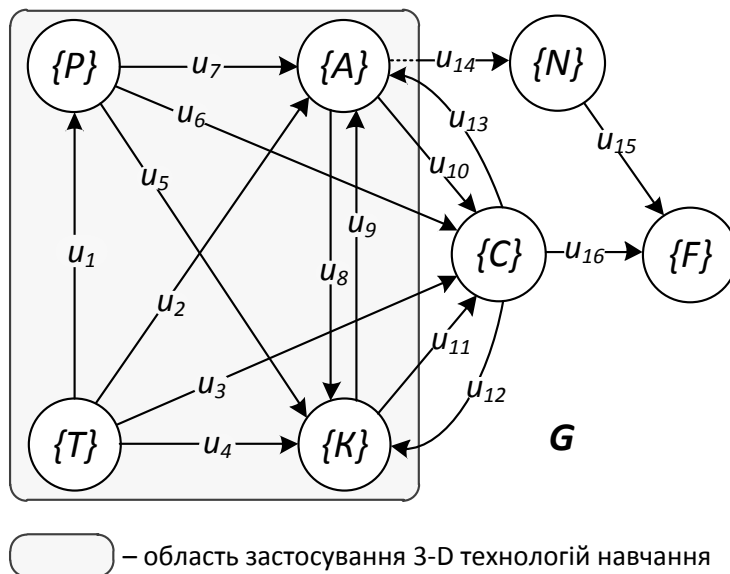 {P} u7 {A} u14 {N}
u6 u13
u15
u5 u10
u9
u1 {C} u16 {F}
u8
u2
u11
u3 u12
{T} u4 {К} G
– область застосування 3-D технологій навчання